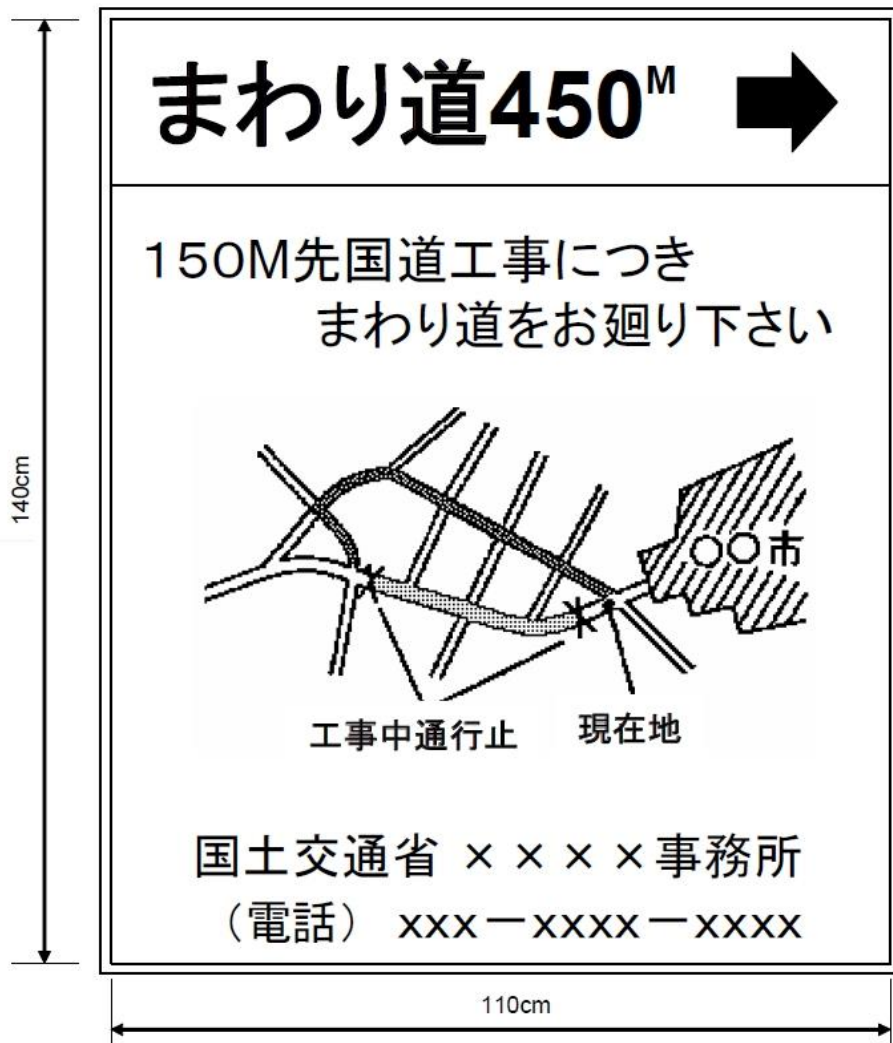 まわり道450M
150M先国道工事につき
まわり道をお廻り下さい
○○市
工事中通行止
現在地
国土交通省 ××××事務所
(電話) xxx－xxxx－xxxx
140cm
110cm